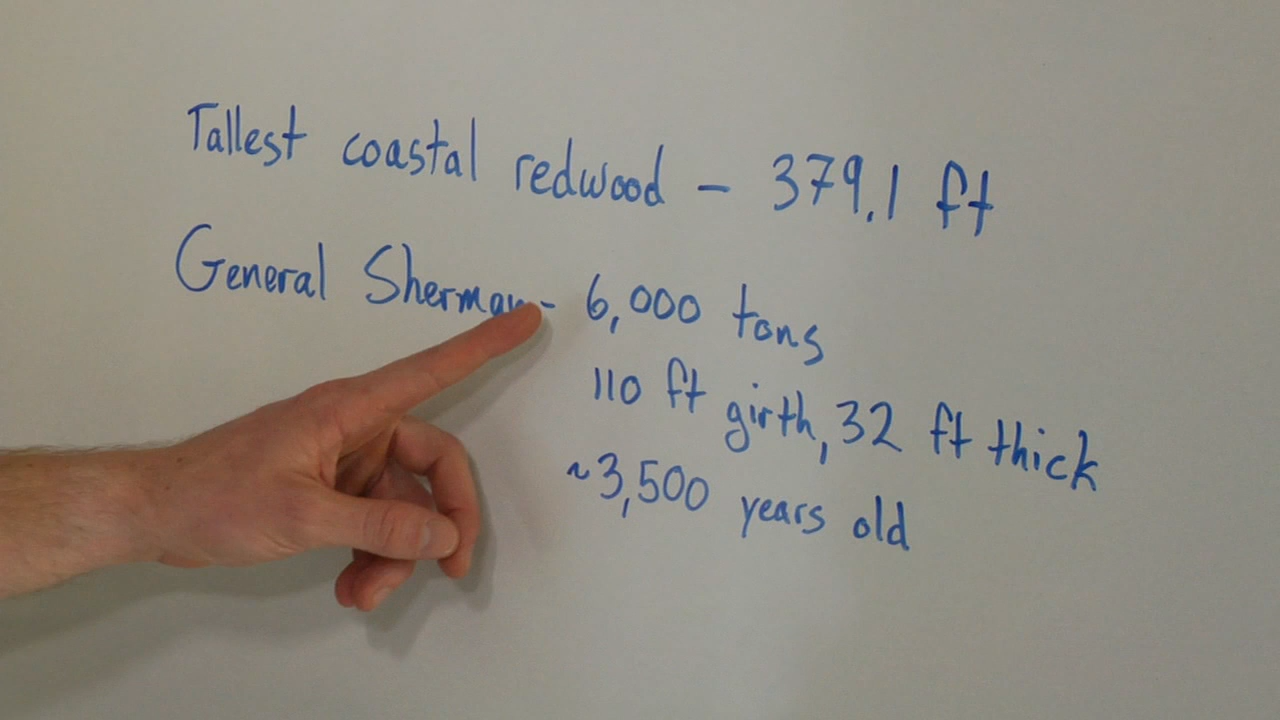 Tallest coastal redwood - 379.1 ft
General Sherman - 6,000 tons
110 ft girth, 32 ft thick
~3,500 years old